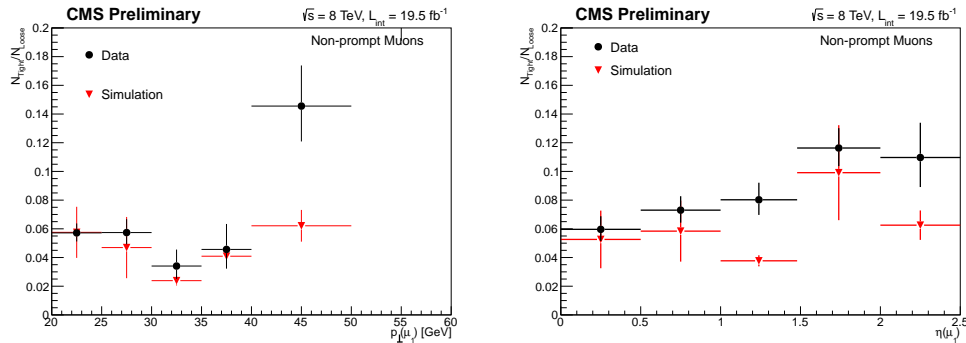 CMS Preliminary
√s = 8 TeV, L_int = 19.5 fb⁻¹
N_Tight/N_Loose
0.2
0.18
0.16
0.14
0.12
0.1
0.08
0.06
0.04
0.02
0
Non-prompt Muons
Data
Simulation
20 25 30 35 40 45 50 55 60
[GeV]
CMS Preliminary
√s = 8 TeV, L_int = 19.5 fb⁻¹
N_Tight/N_Loose
0.2
0.18
0.16
0.14
0.12
0.1
0.08
0.06
0.04
0.02
0
Non-prompt Muons
Data
Simulation
0 0.5 1 1.5 2 2.5